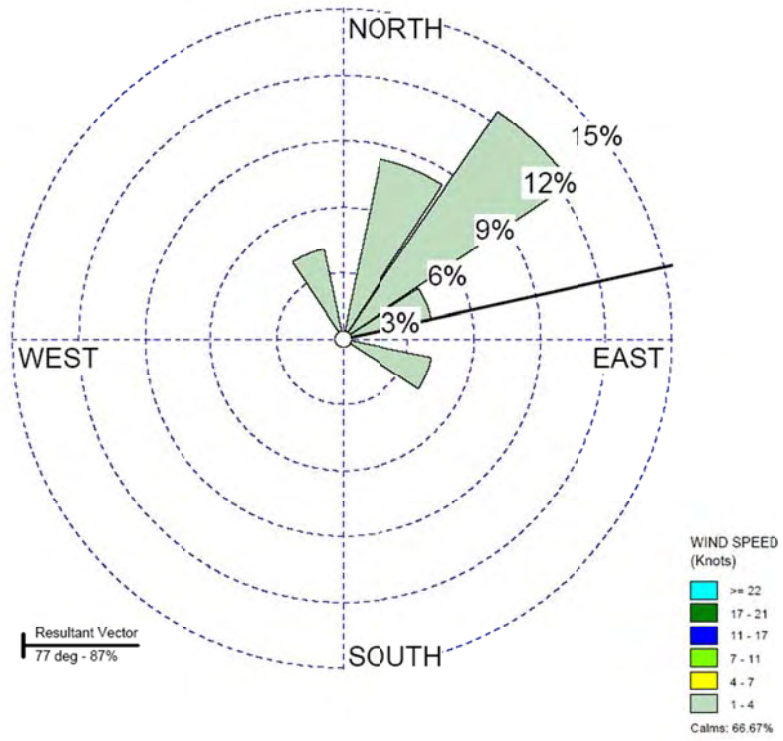 NORTH
15%
12%
9%
6%
3%
WEST
EAST
SOUTH
Resultant Vector
77 deg - 87%
WIND SPEED
(Knots)
>= 22
17 - 21
11 - 17
7 - 11
4 - 7
1 - 4
Calms: 66.67%